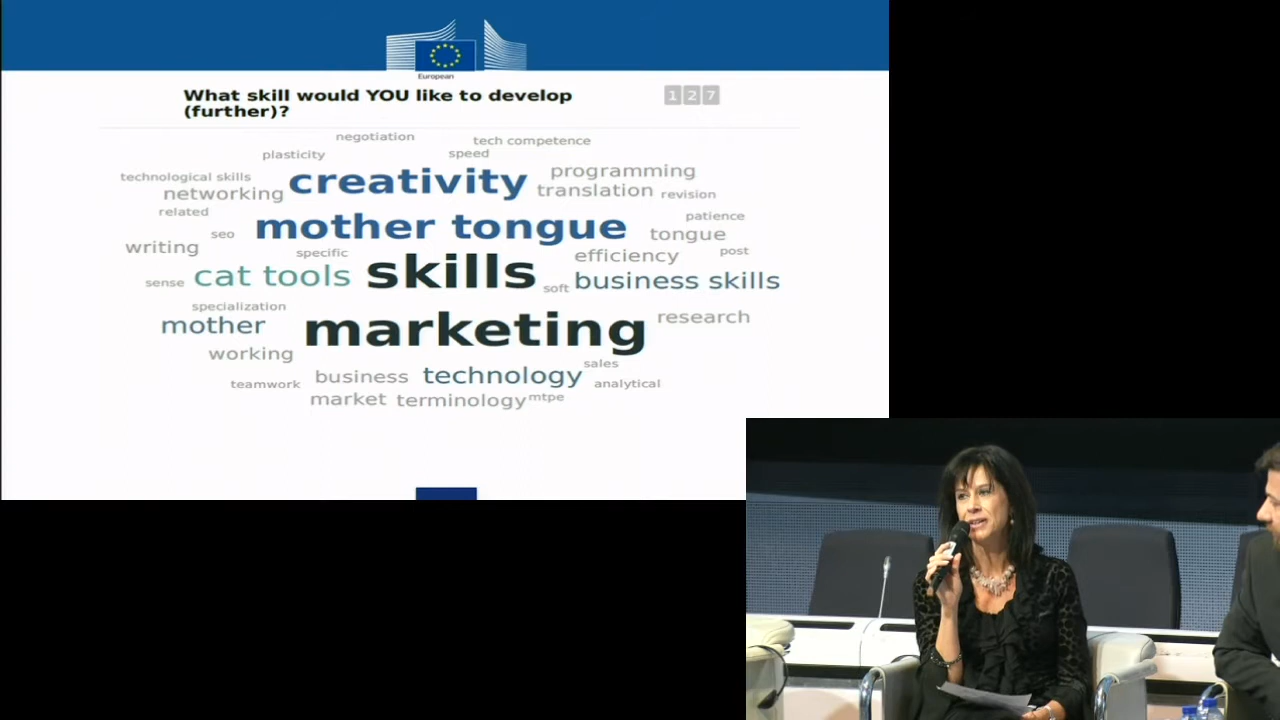 European
What skill would YOU like to develop
(further)?
1 2 7
negotiation
tech competence
plasticity
speed
technological skills
creativity
programming
networking
translation
revision
related
mother tongue
patience
seo
tongue
writing
specific
efficiency
post
sense
cat tools
skills
soft
business skills
specialization
mother
marketing
research
working
sales
teamwork
business
technology
analytical
market
terminology
mtpe